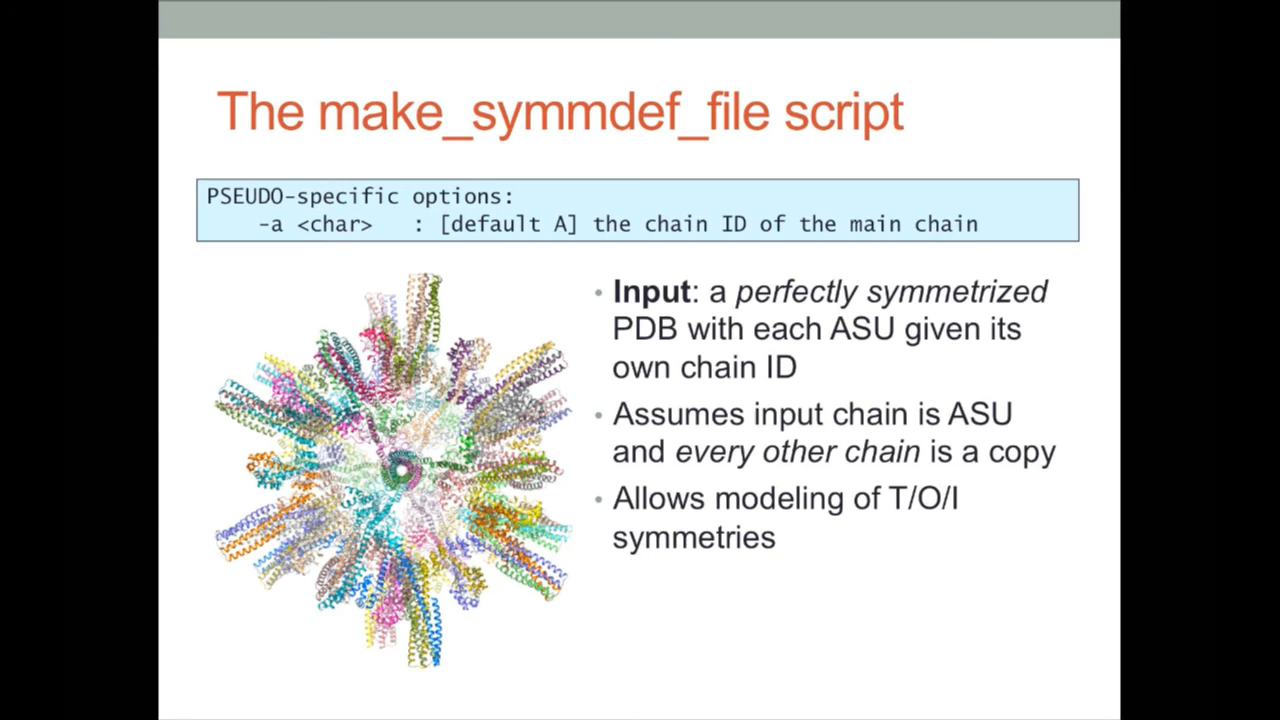 The make_symmdef_file script
PSEUDO-specific options:
-a <char> : [default A] the chain ID of the main chain
• Input: a perfectly symmetrized
PDB with each ASU given its
own chain ID
• Assumes input chain is ASU
and every other chain is a copy
• Allows modeling of T/O/I
symmetries